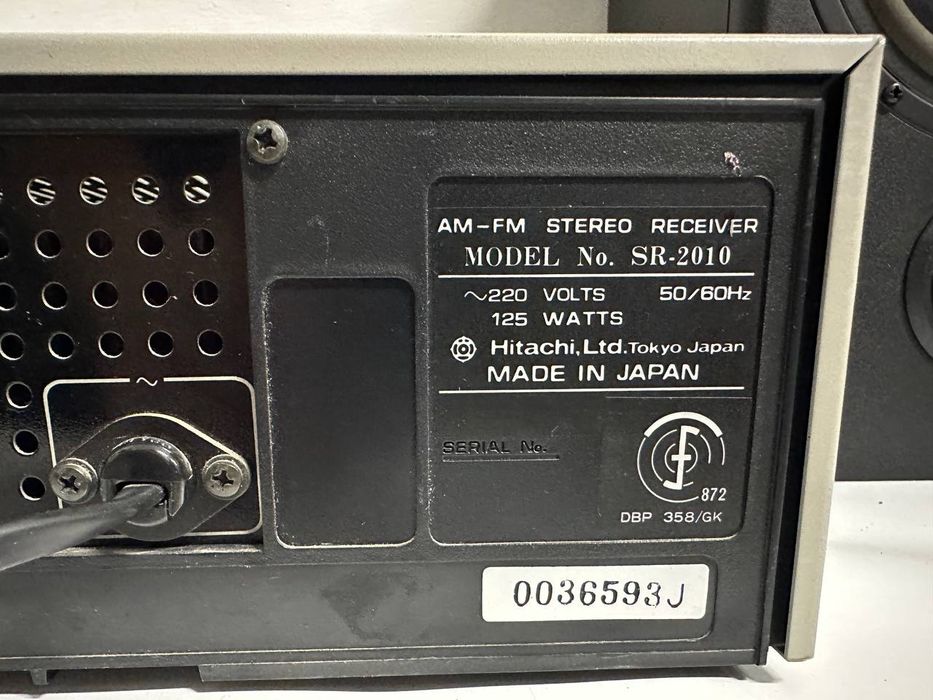 AM-FM STEREO RECEIVER
MODEL No. SR-2010
~220 VOLTS 50/60Hz
125 WATTS
Hitachi,Ltd. Tokyo Japan
MADE IN JAPAN
SERIAL No.
872
DBP 358/GK
~
0036593J